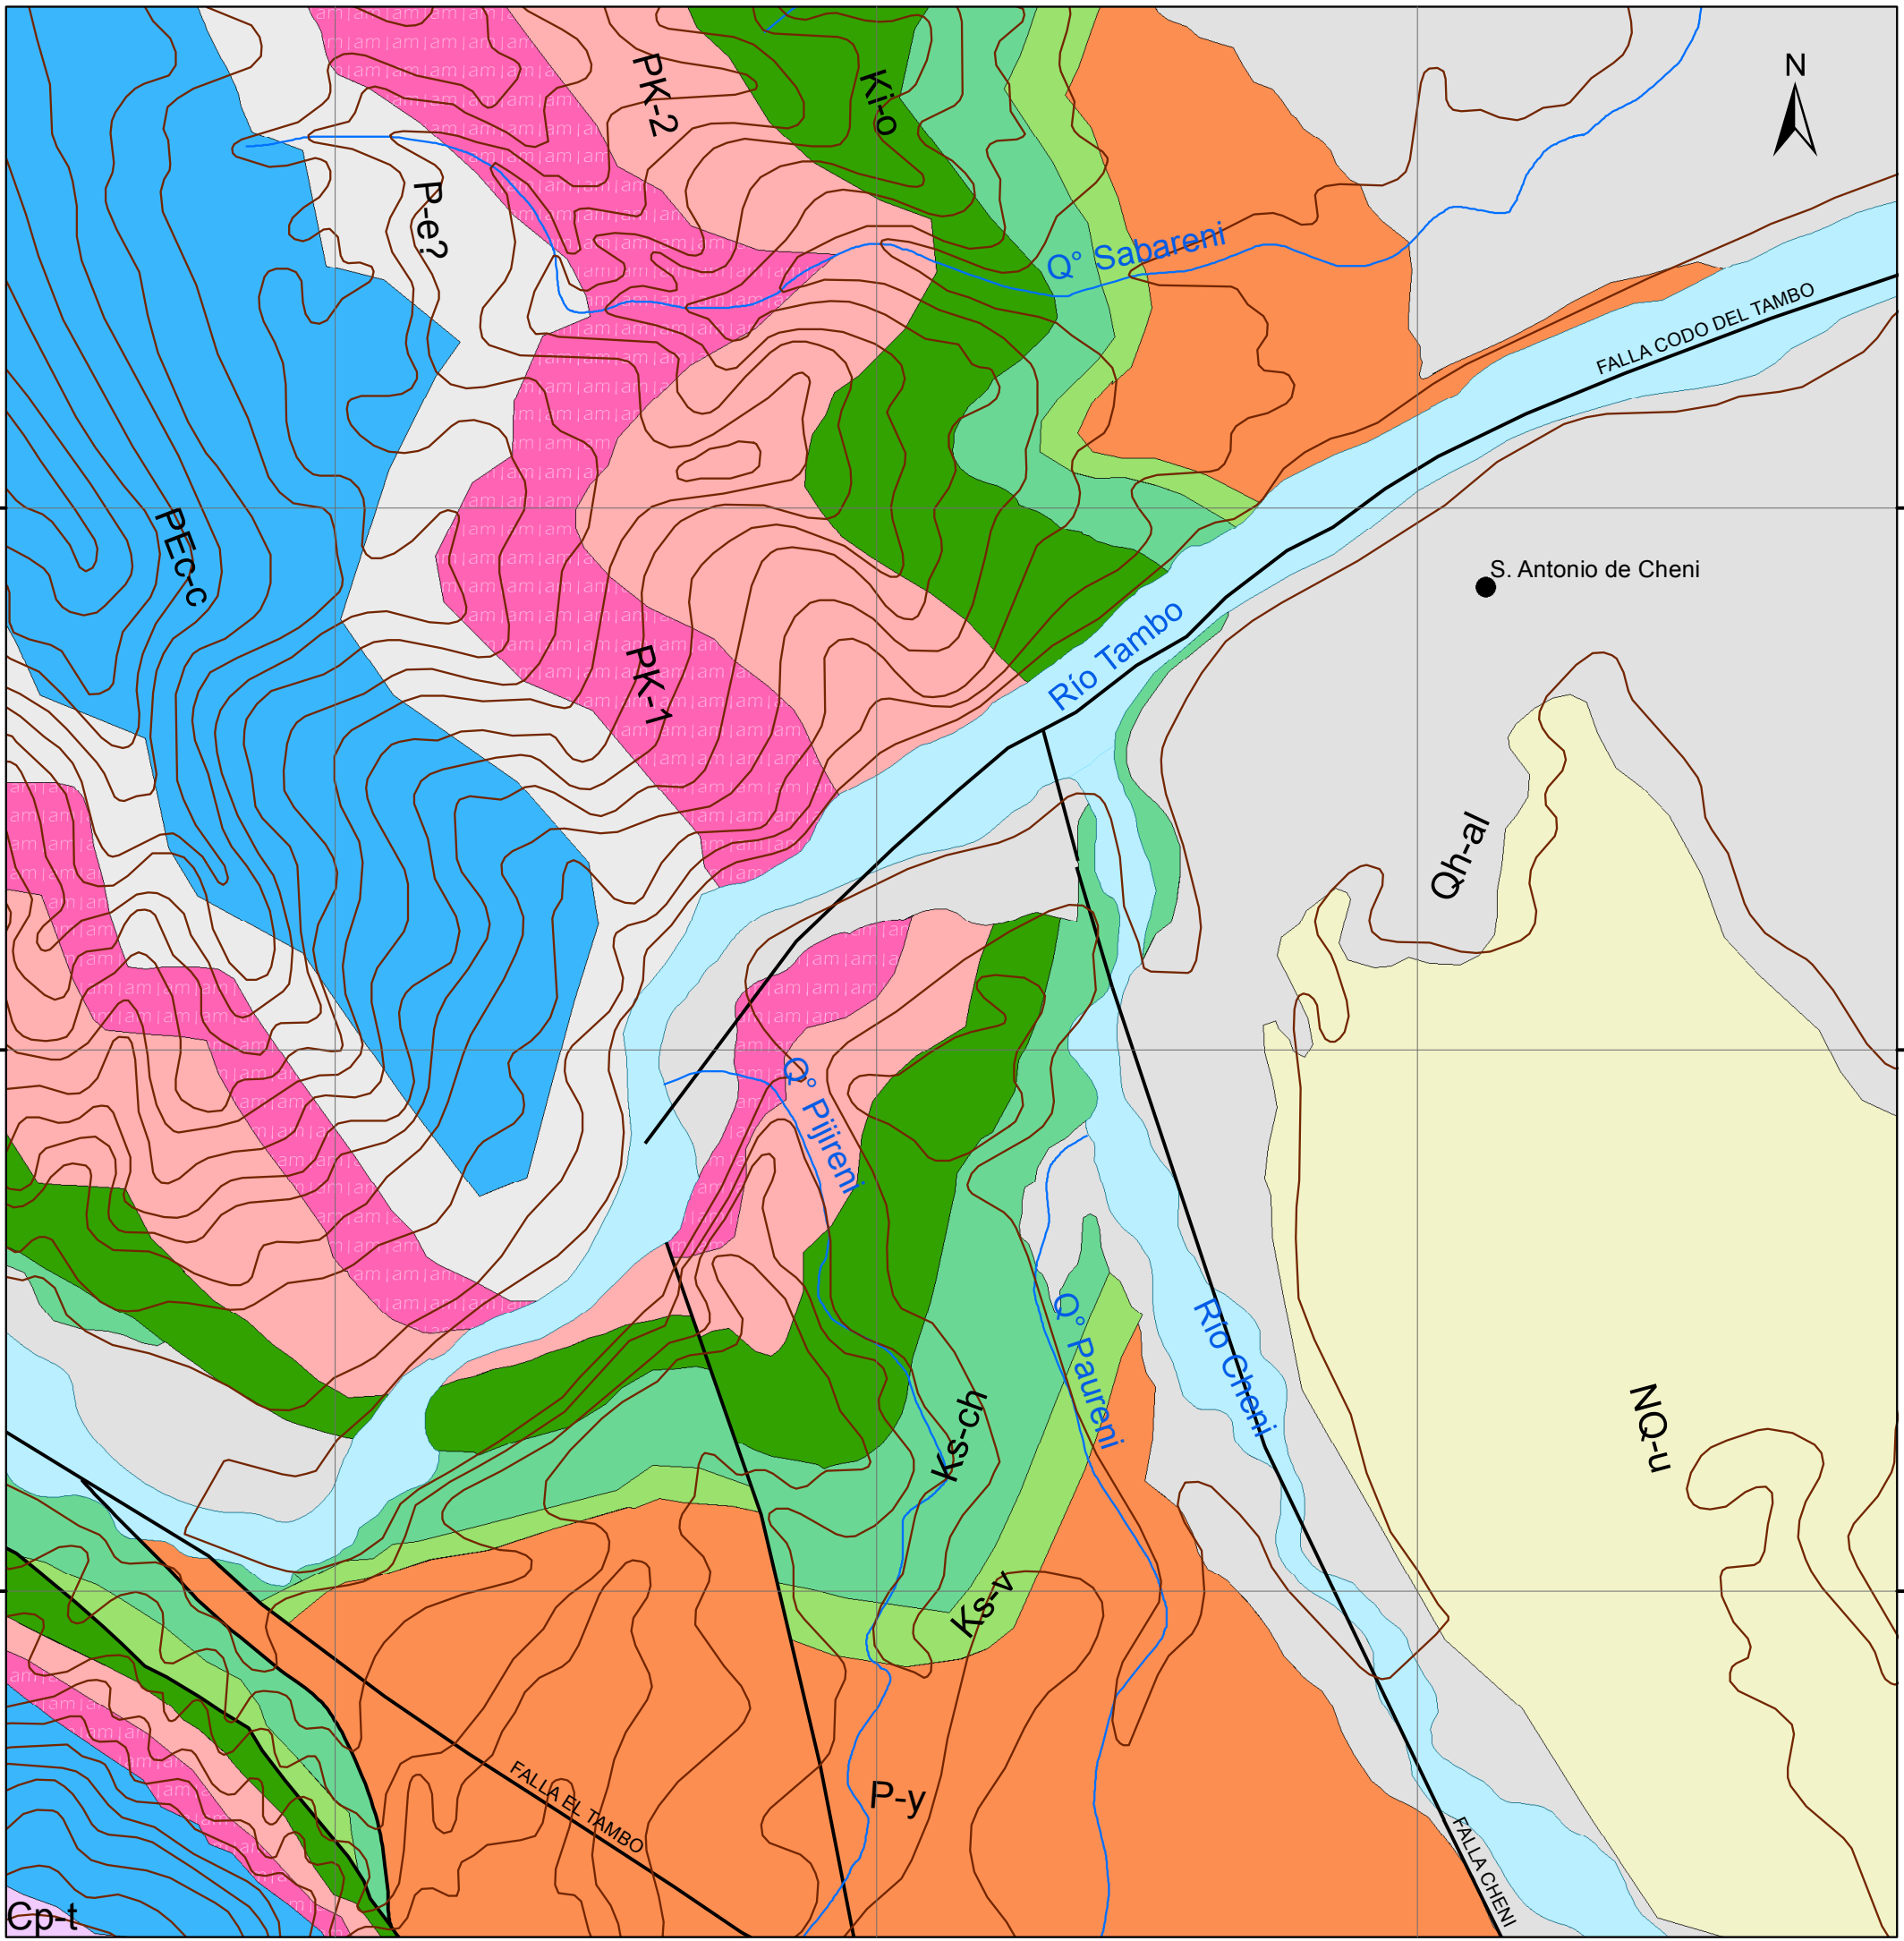 N
PK-2
Ki-o
P-e?
Q° Sabareni
FALLA CODO DEL TAMBO
PEc-c
S. Antonio de Cheni
Río Tambo
PK-1
Qh-al
Q° Pijireni
Q° Paureni
Río Cheni
Ks-ch
NQ-u
Ks-v
FALLA EL TAMBO
P-y
FALLA CHENI
Cp-t